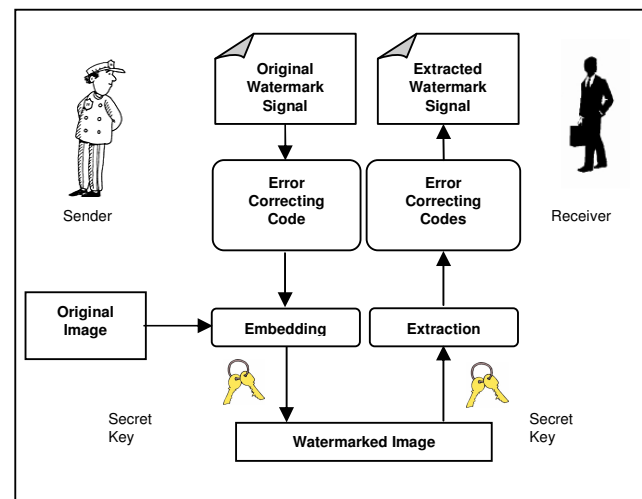 Original
Watermark
Signal
Extracted
Watermark
Signal
Sender
Error
Correcting
Code
Error
Correcting
Codes
Receiver
Original
Image
Embedding
Extraction
Secret
Key
Secret
Key
Watermarked Image